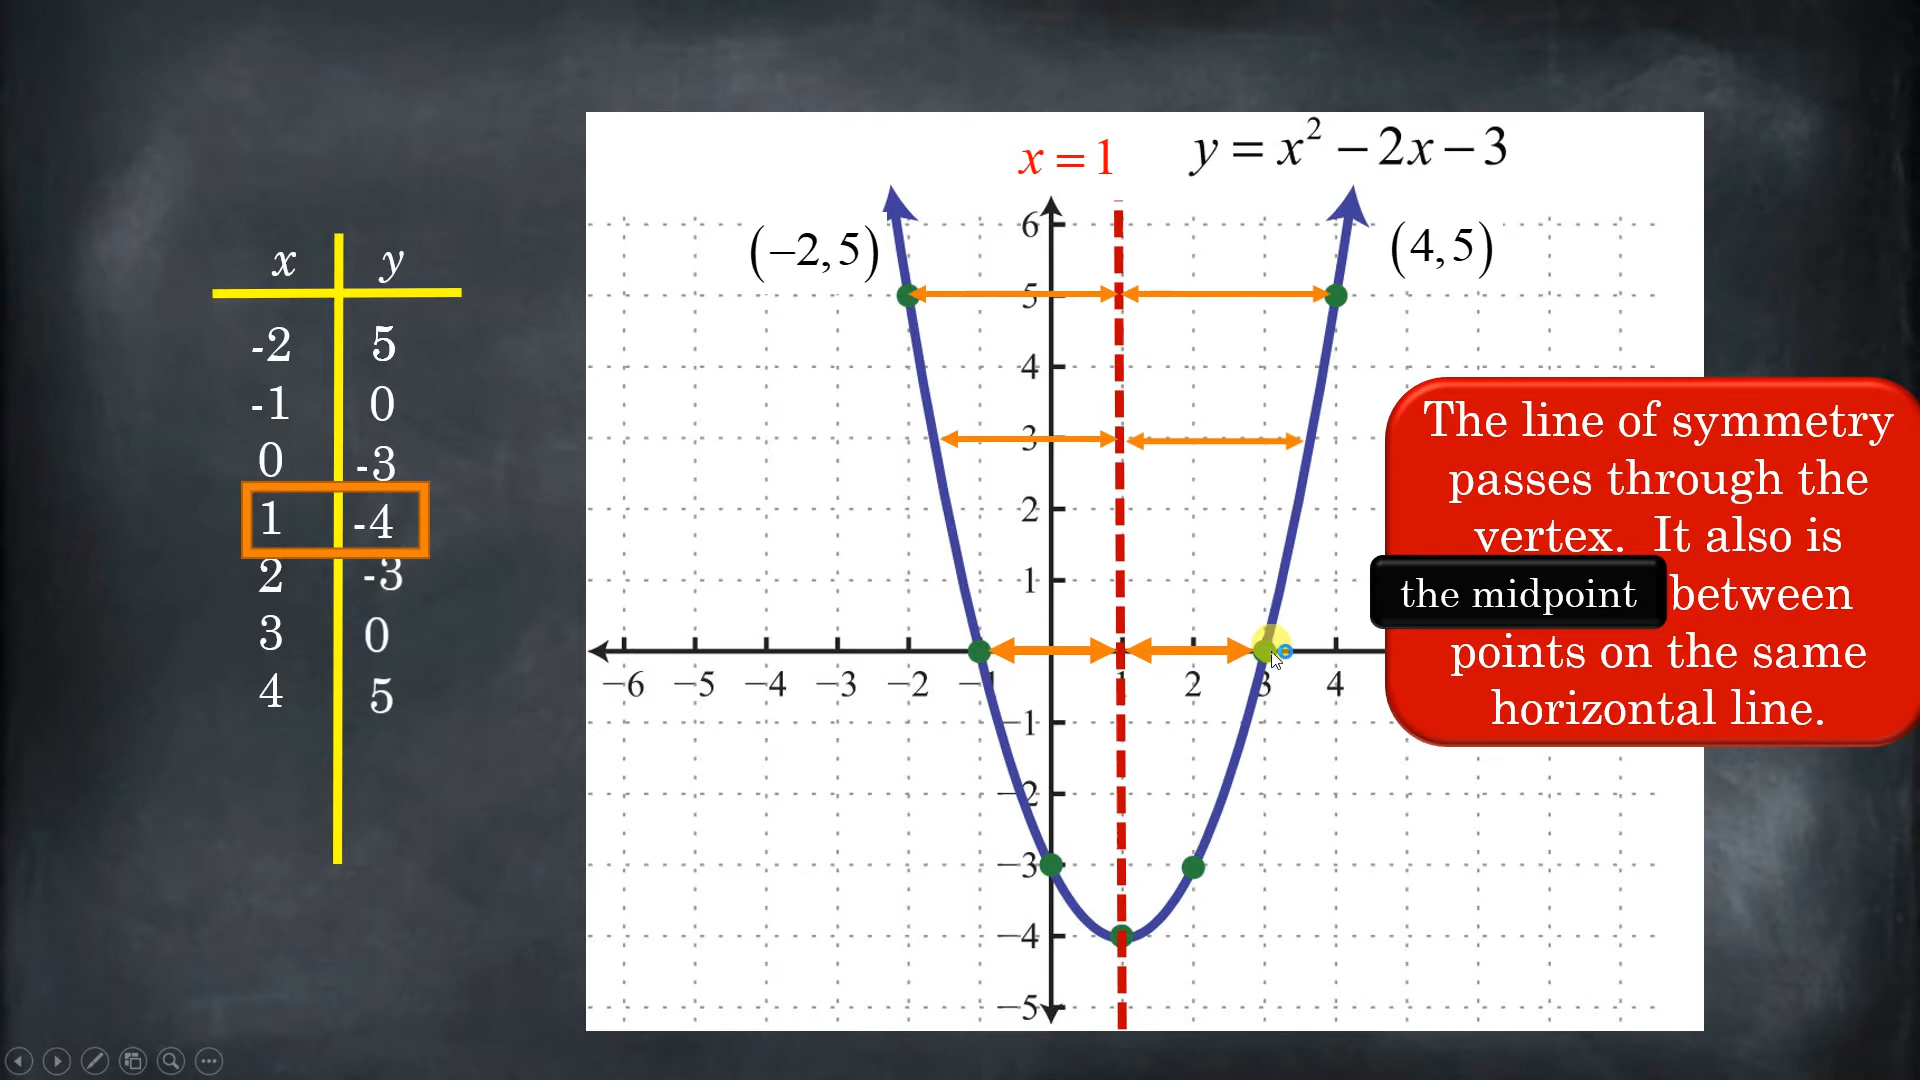 x = 1
y = x² − 2x − 3
(−2, 5)
(4, 5)
x y
-2 5
-1 0
0 -3
1 -4
2 -3
3 0
4 5
6
5
4
3
2
1
−6 −5 −4 −3 −2 −1 1 2 3 4
−1
−2
−3
−4
−5
The line of symmetry
passes through the
vertex. It also is
the midpoint between
points on the same
horizontal line.